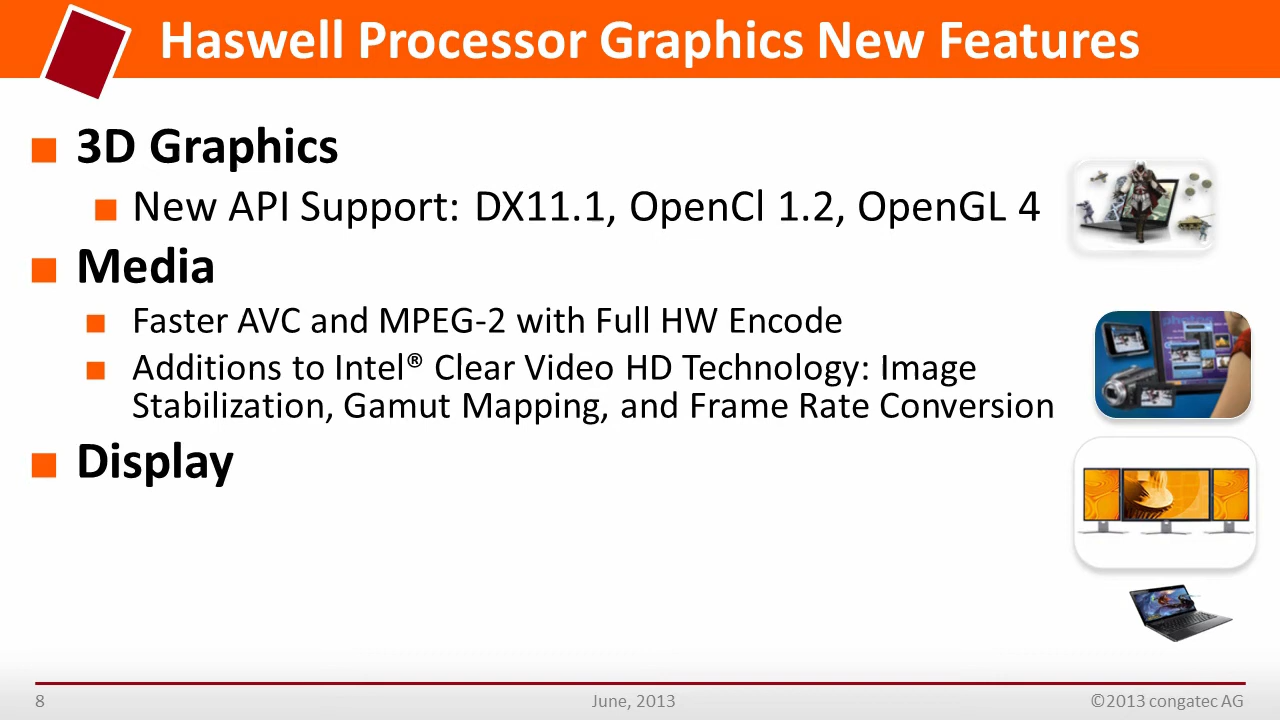 Haswell Processor Graphics New Features
3D Graphics
New API Support: DX11.1, OpenCl 1.2, OpenGL 4
Media
Faster AVC and MPEG-2 with Full HW Encode
Additions to Intel® Clear Video HD Technology: Image
Stabilization, Gamut Mapping, and Frame Rate Conversion
Display
8
June, 2013
©2013 congatec AG